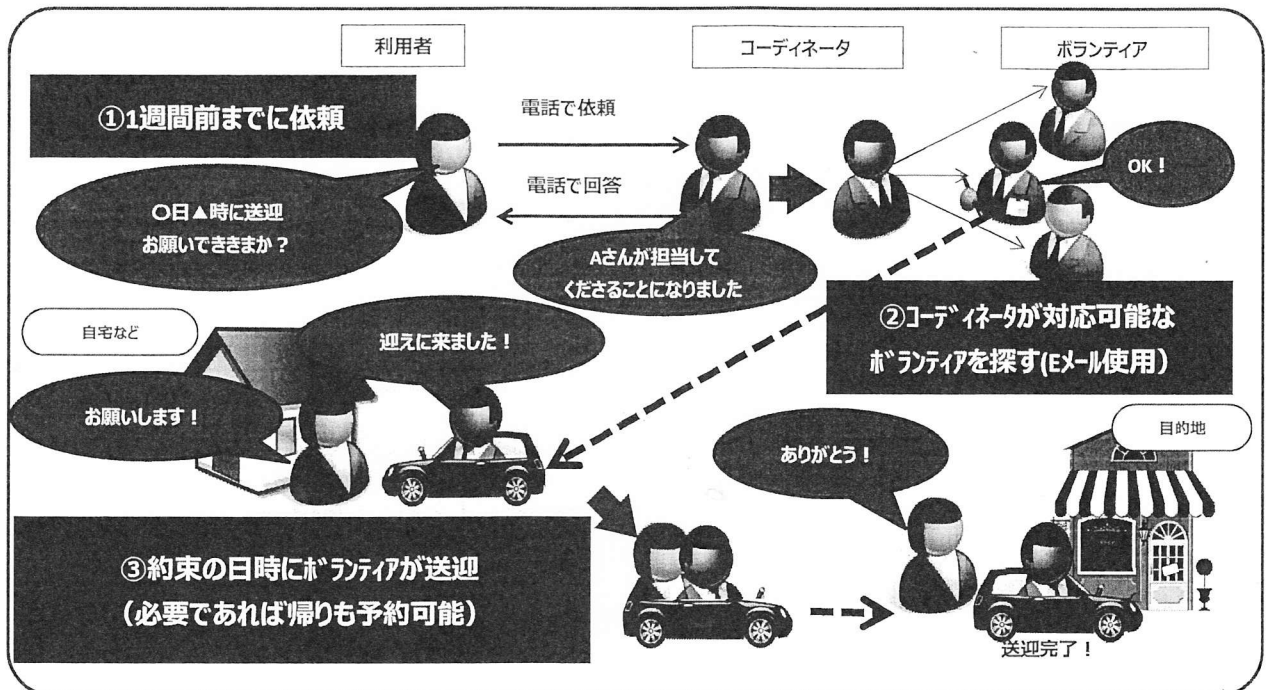 利用者
コーディネータ
ボランティア
①1週間前までに依頼
電話で依頼
電話で回答
OK！
〇日▲時に送迎
お願いでききまか？
Aさんが担当して
くださることになりました
②ｺｰﾃﾞｨﾈｰﾀが対応可能な
ﾎﾞﾗﾝﾃｨｱを探す(Eﾒｰﾙ使用）
自宅など
迎えに来ました！
お願いします！
目的地
ありがとう！
③約束の日時にﾎﾞﾗﾝﾃｨｱが送迎
（必要であれば帰りも予約可能）
送迎完了！